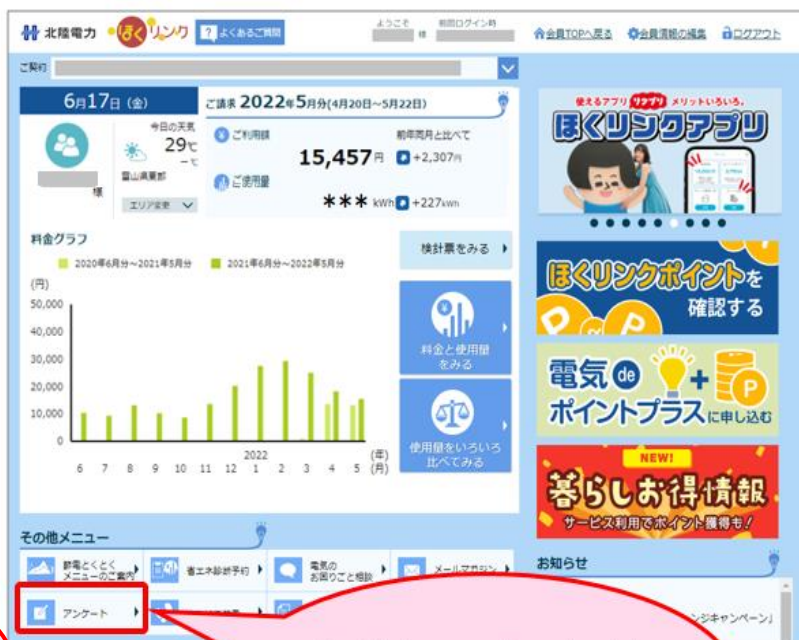 北陸電力
ほくリンク
? よくあるご質問
ようこそ 様
前回ログイン時
会員TOPへ戻る
会員情報の編集
ログアウト
ご契約
6月17日 (金)
様
今日の天気
29℃
-℃
富山県東部
エリア変更
ご請求 2022年5月分(4月20日～5月22日)
ご利用額
前年同月と比べて
15,457円
+2,307円
ご使用量
*** kWh
+227kWh
料金グラフ
2020年6月分～2021年5月分
2021年6月分～2022年5月分
(円)
50,000
40,000
30,000
20,000
10,000
0
2022 (年)
6 7 8 9 10 11 12 1 2 3 4 5 (月)
検針票をみる
料金と使用量
をみる
使用量をいろいろ
比べてみる
使えるアプリ リツプリ メリットいろいろ。
ほくリンクアプリ
ほくリンクポイントを
確認する
電気 de
ポイントプラスに申し込む
NEW!
暮らしお得情報
サービス利用でポイント獲得も!
その他メニュー
節電とくとく
メニューのご案内
省エネ診断予約
電気の
お困りごと相談
メールマガジン
アンケート
お知らせ
ンジキャンペーン」